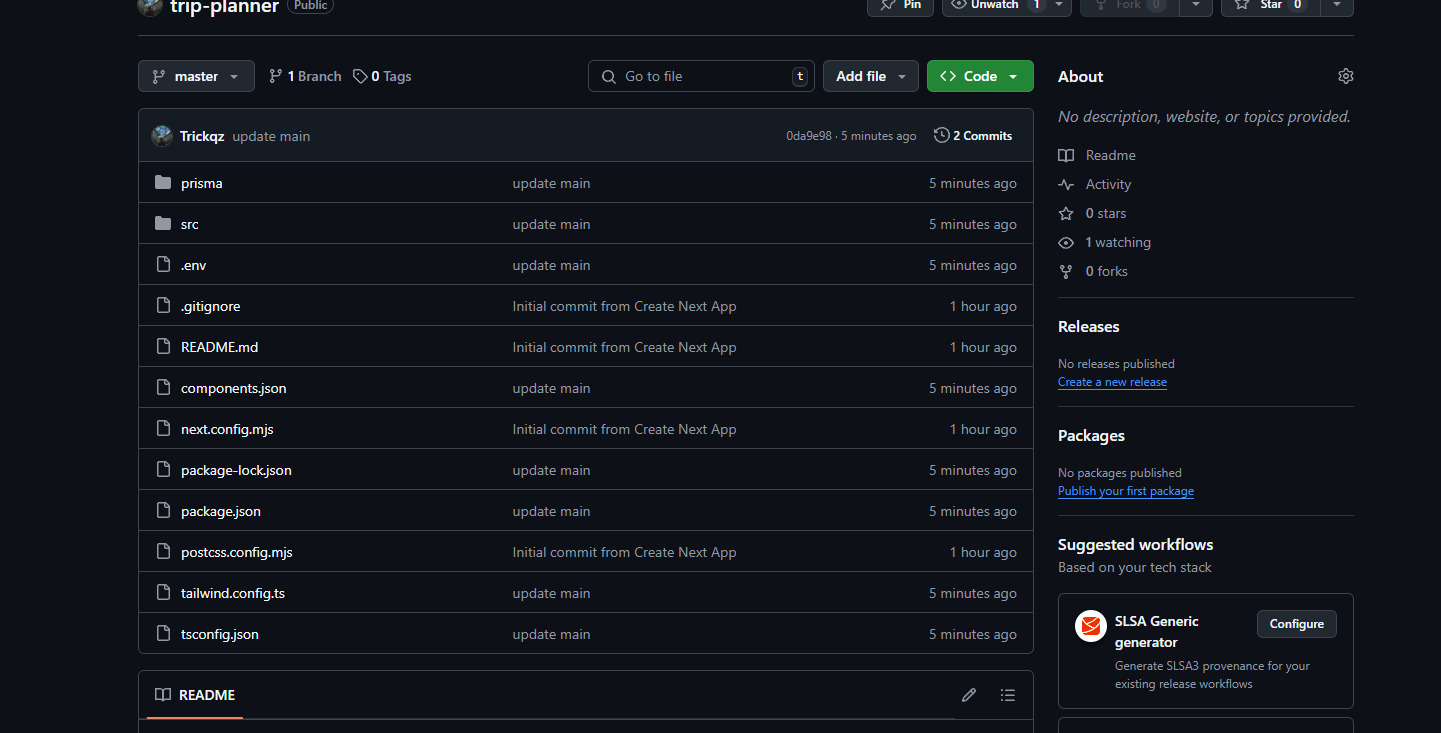 trip-planner Public Pin Unwatch 1 Fork 0 Star 0
master 1 Branch 0 Tags Go to file t Add file Code
Trickqz update main 0da9e98 · 5 minutes ago 2 Commits
prisma update main 5 minutes ago
src update main 5 minutes ago
.env update main 5 minutes ago
.gitignore Initial commit from Create Next App 1 hour ago
README.md Initial commit from Create Next App 1 hour ago
components.json update main 5 minutes ago
next.config.mjs Initial commit from Create Next App 1 hour ago
package-lock.json update main 5 minutes ago
package.json update main 5 minutes ago
postcss.config.mjs Initial commit from Create Next App 1 hour ago
tailwind.config.ts update main 5 minutes ago
tsconfig.json update main 5 minutes ago
README
About
No description, website, or topics provided.
Readme
Activity
0 stars
1 watching
0 forks
Releases
No releases published
Create a new release
Packages
No packages published
Publish your first package
Suggested workflows
Based on your tech stack
SLSA Generic
generator
Configure
Generate SLSA3 provenance for your
existing release workflows